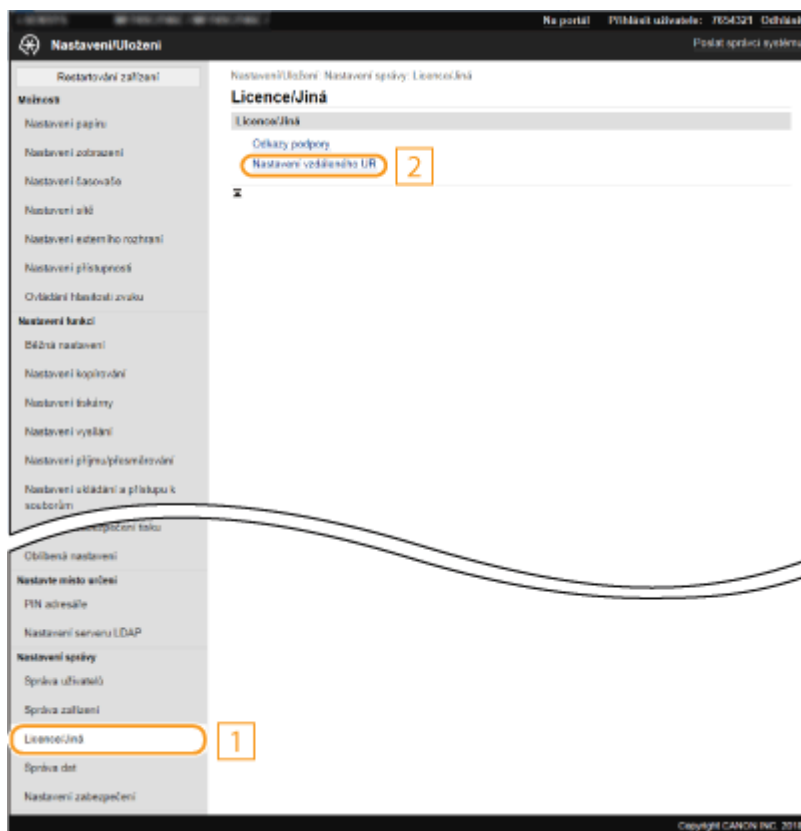 Na portál Přihlásit uživatele: 7654321 Odhlásit
Nastavení/Uložení
Poslat správci systému
Restartování zařízení
Nastavení/Uložení: Nastavení správy: Licence/Jiná
Možnosti
Licence/Jiná
Nastavení papíru
Licence/Jiná
Odkazy podpory
Nastavení zobrazení
Nastavení vzdáleného UR
2
Nastavení časovače
Nastavení sítě
Nastavení externího rozhraní
Nastavení přístupnosti
Ovládání hlasitosti zvuku
Nastavení funkcí
Běžná nastavení
Nastavení kopírování
Nastavení tiskárny
Nastavení vysílání
Nastavení příjmu/přesměrování
Nastavení ukládání a přístupu k
souborům
tisku
Oblíbená nastavení
Nastavte místo určení
PIN adresáře
Nastavení serveru LDAP
Nastavení správy
Správa uživatelů
Správa zařízení
Licence/Jiná
1
Správa dat
Nastavení zabezpečení
Copyright CANON INC. 2018